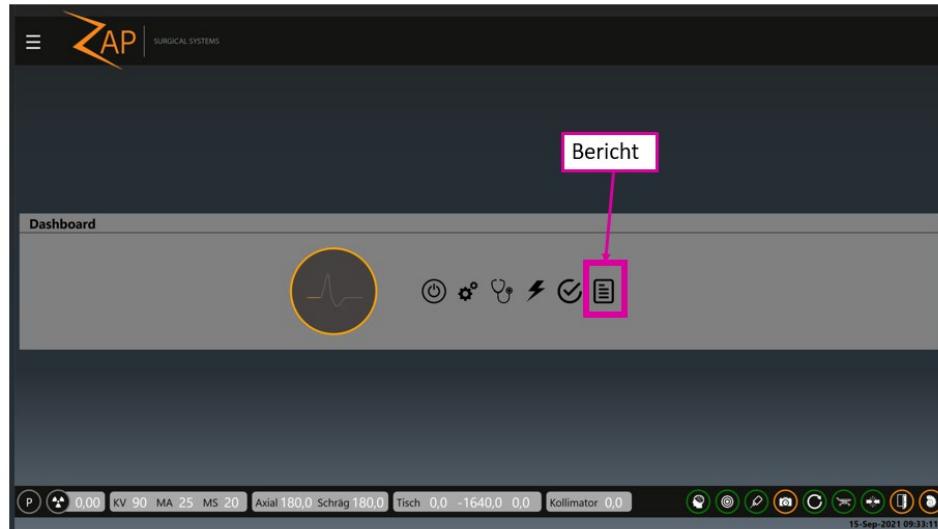 ZAP SURGICAL SYSTEMS
Bericht
Dashboard
P 0,00 KV 90 MA 25 MS 20 Axial 180,0 Schräg 180,0 Tisch 0,0 -1640,0 0,0 Kollimator 0,0
15-Sep-2021 09:33:11